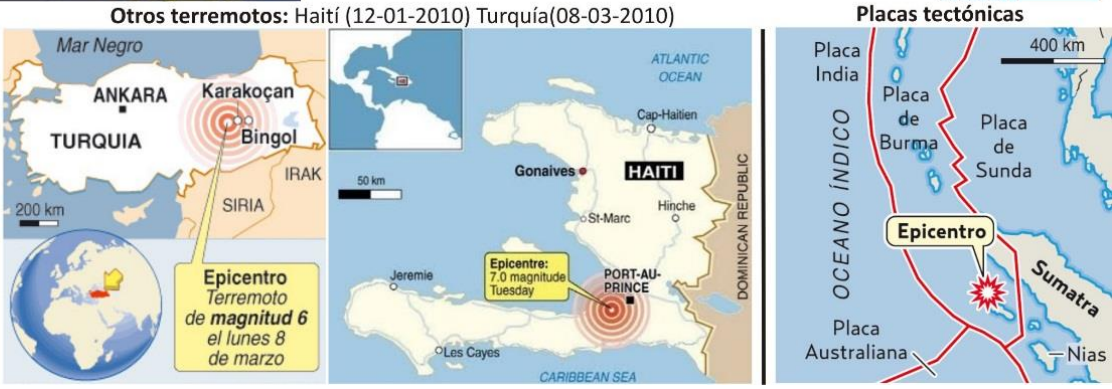 Otros terremotos: Haití (12-01-2010) Turquía(08-03-2010)
Mar Negro
ANKARA
Karakoçan
Bingol
TURQUIA
IRAK
SIRIA
200 km
Epicentro
Terremoto
de magnitud 6
el lunes 8
de marzo
ATLANTIC
OCEAN
Cap-Haitien
Gonaives
HAITI
50 km
St-Marc
Hinche
DOMINICAN REPUBLIC
Epicentre:
7.0 magnitude
Tuesday
PORT-AU-
PRINCE
Jeremie
Les Cayes
CARIBBEAN SEA
Placas tectónicas
400 km
Placa
India
Placa
de
Burma
Placa
de
Sunda
OCEANO ÍNDICO
Epicentro
Sumatra
Placa
Australiana
Nias